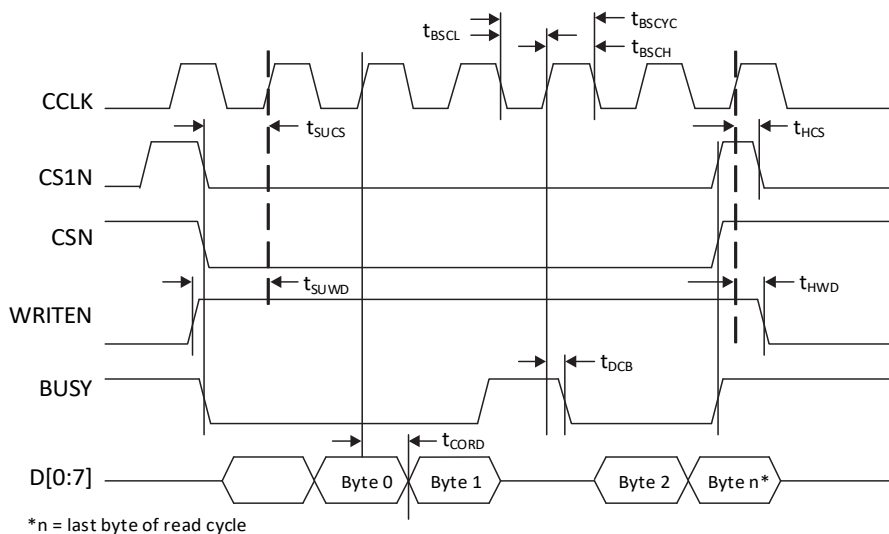 tBSCL
tBSCYC
tBSCH
CCLK
tSUCS
tHCS
CS1N
CSN
tSUWD
tHWD
WRITEN
tDCB
BUSY
tCORD
D[0:7]
Byte 0
Byte 1
Byte 2
Byte n*
*n = last byte of read cycle